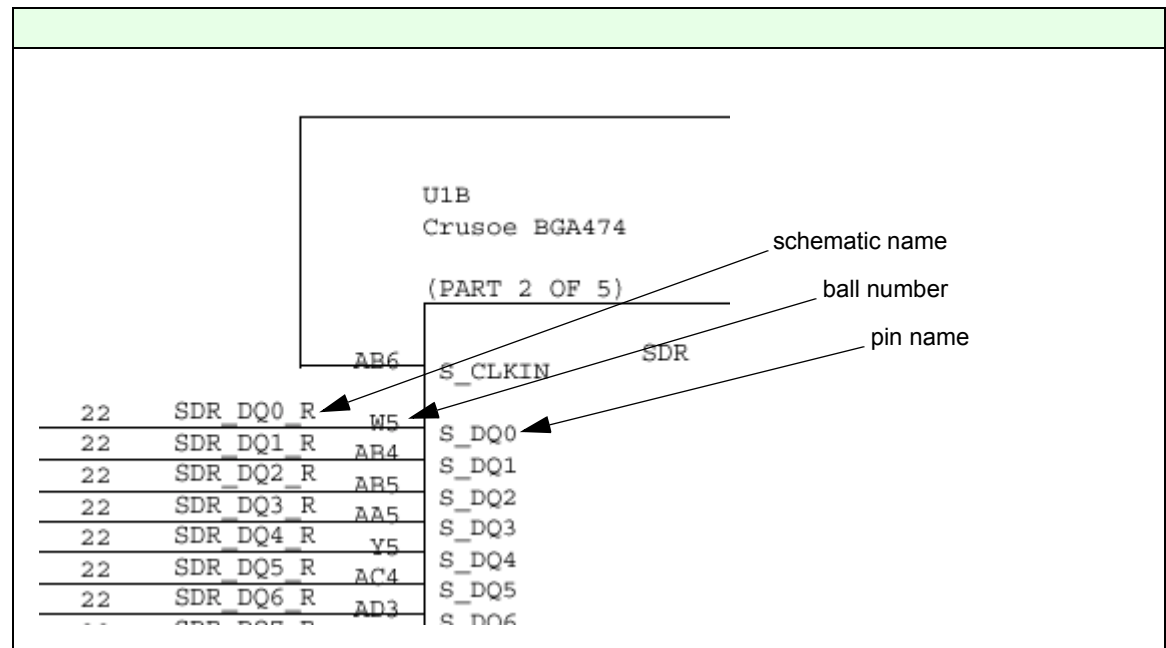 U1B
Crusoe BGA474
schematic name
(PART 2 OF 5)
ball number
pin name
AB6 S_CLKIN SDR
22 SDR_DQ0_R W5 S_DQ0
22 SDR_DQ1_R AB4 S_DQ1
22 SDR_DQ2_R AB5 S_DQ2
22 SDR_DQ3_R AA5 S_DQ3
22 SDR_DQ4_R Y5 S_DQ4
22 SDR_DQ5_R AC4 S_DQ5
22 SDR_DQ6_R AD3 S_DQ6